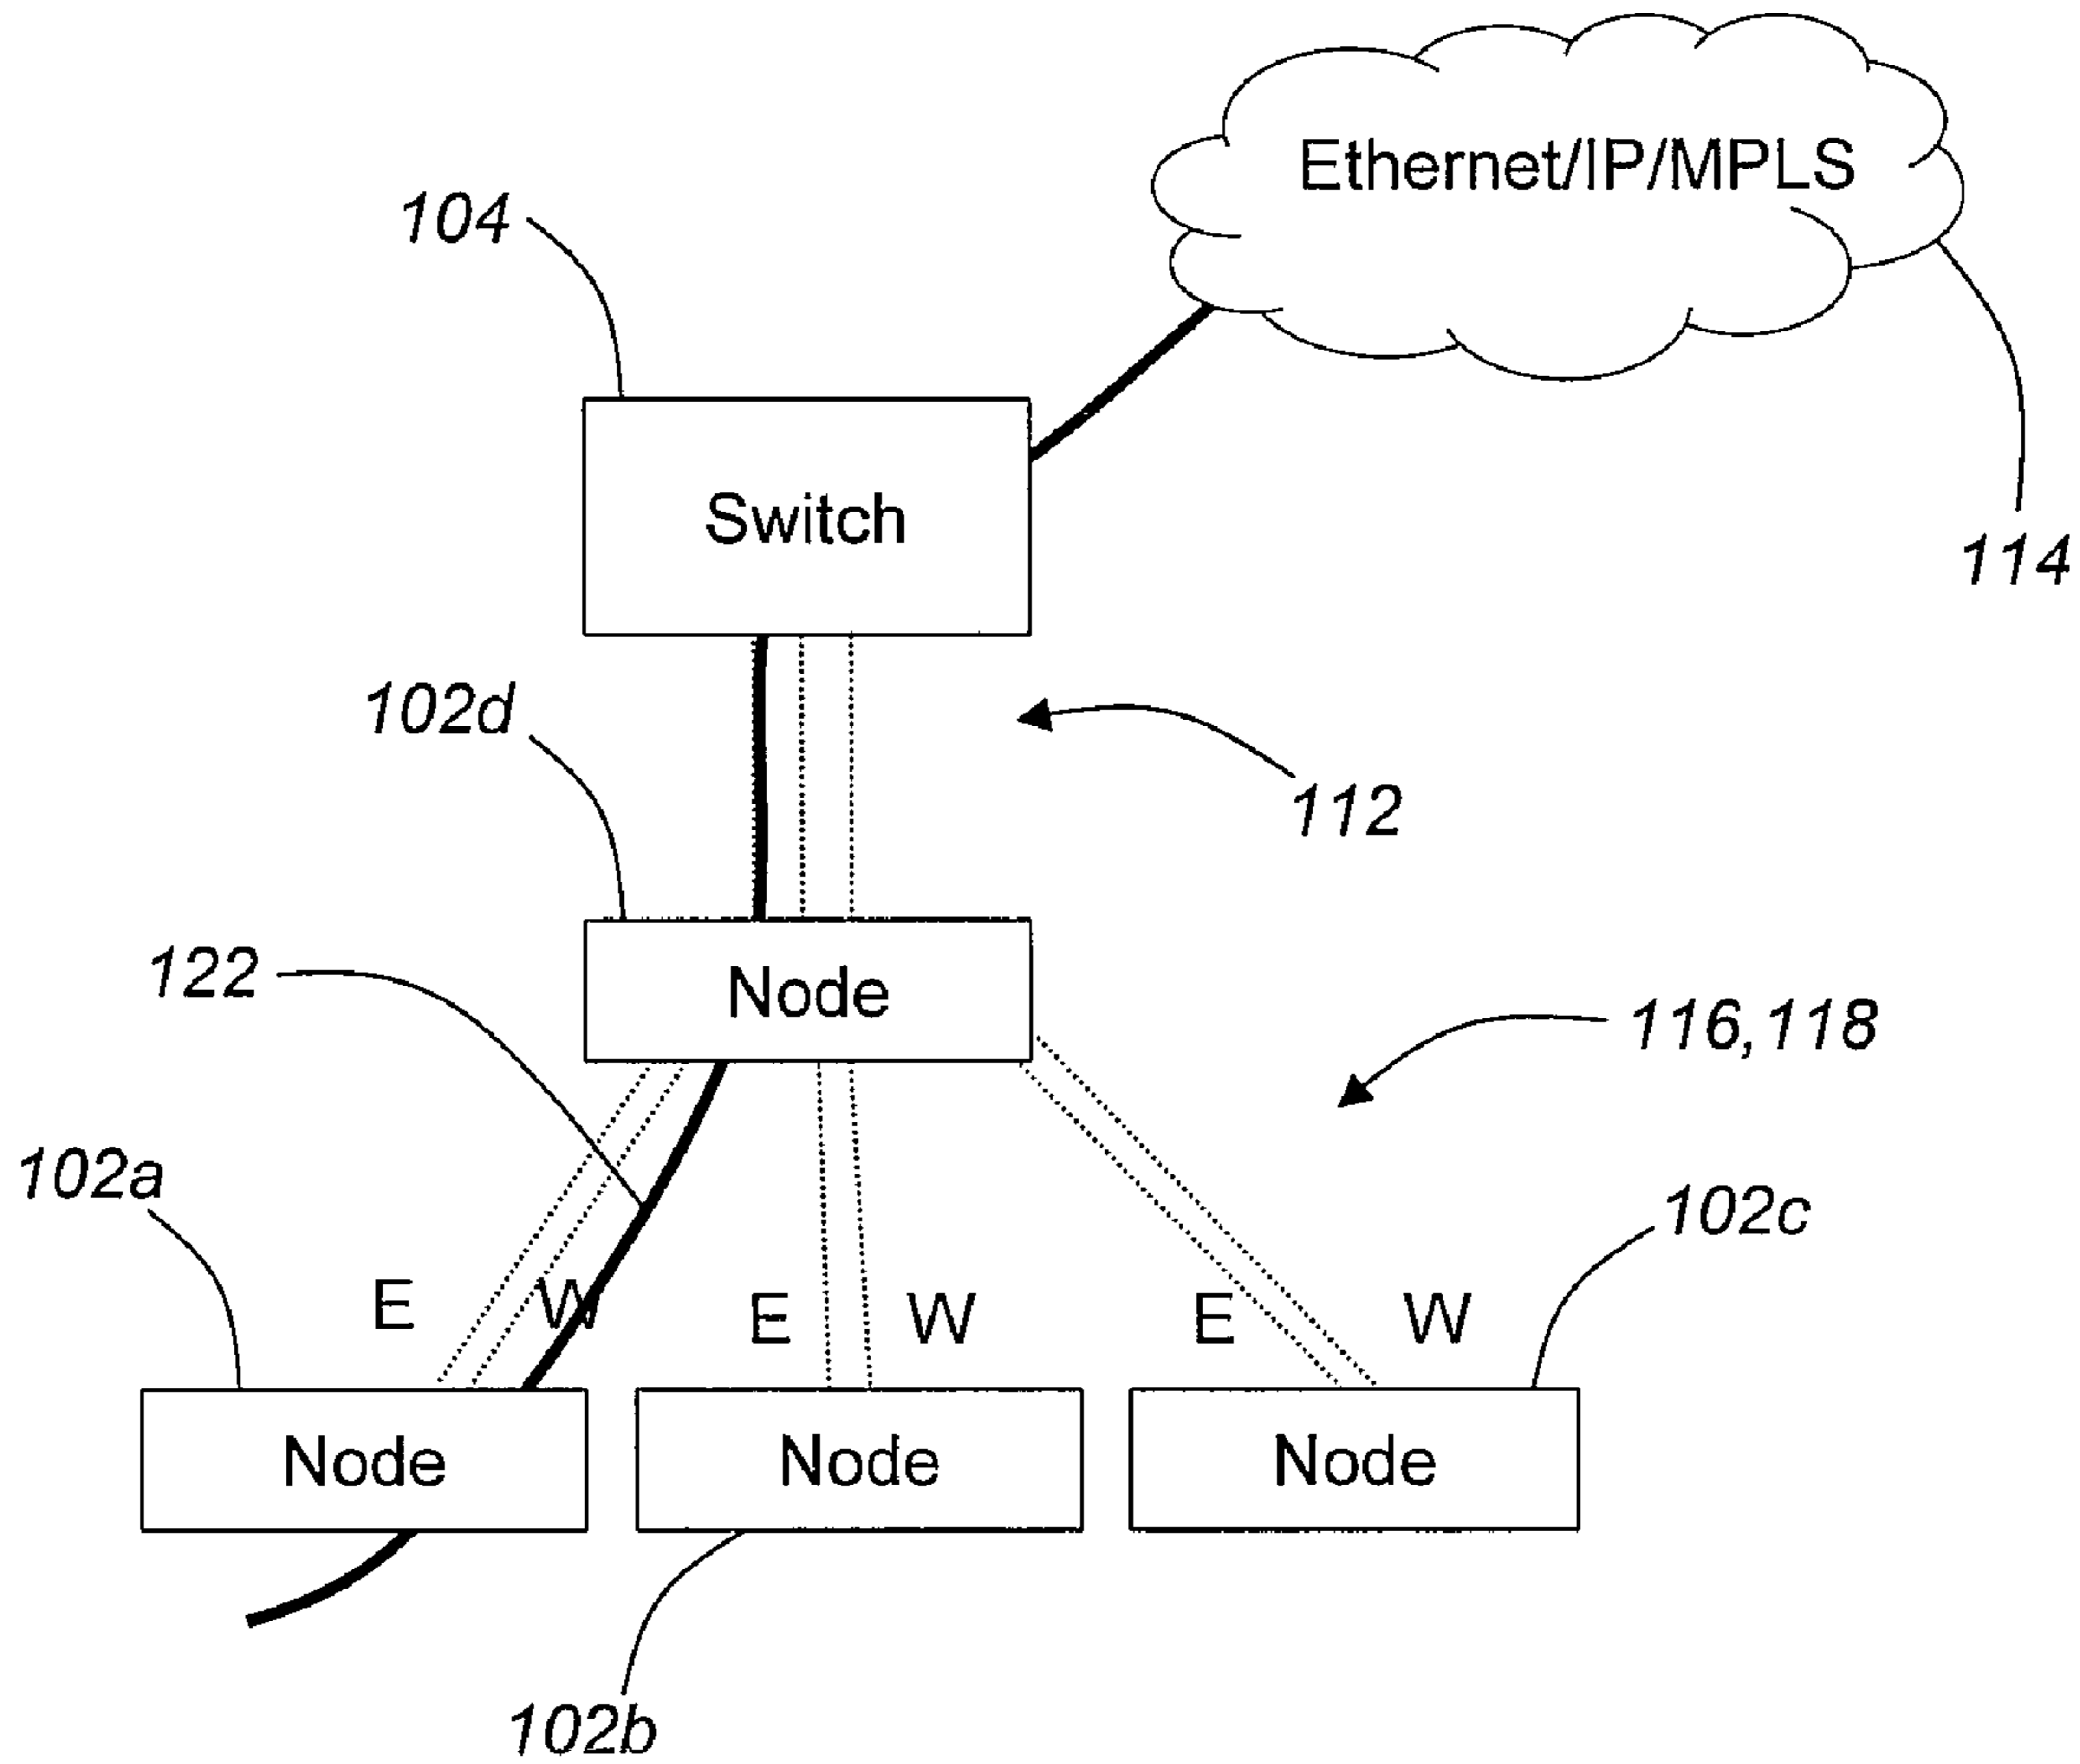 Ethernet/IP/MPLS
104
Switch
114
102d
112
122
Node
116,118
102a
102c
E W E W E W
Node Node Node
102b